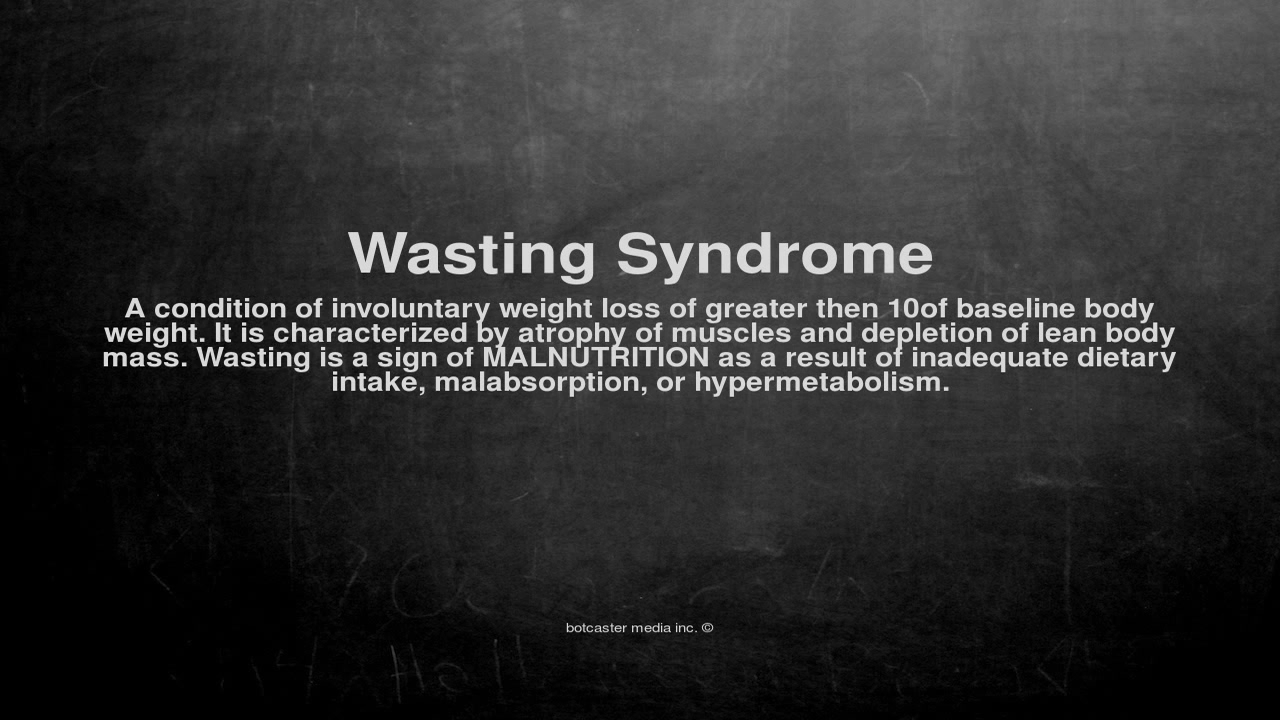 Wasting Syndrome
A condition of involuntary weight loss of greater then 10of baseline body
weight. It is characterized by atrophy of muscles and depletion of lean body
mass. Wasting is a sign of MALNUTRITION as a result of inadequate dietary
intake, malabsorption, or hypermetabolism.
botcaster media inc. ©